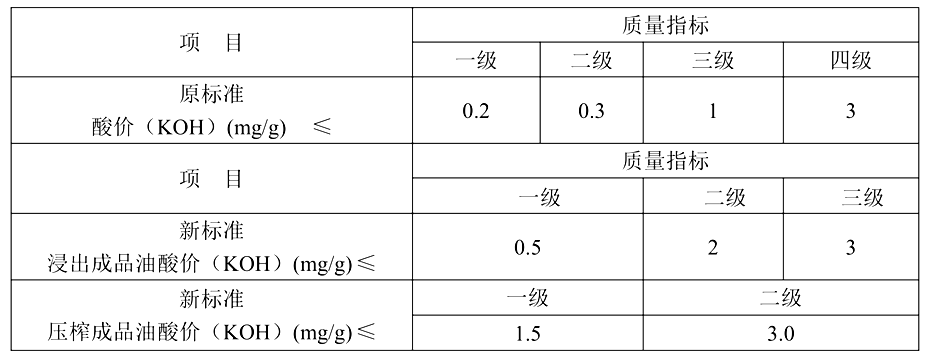 项 目 质量指标
一级 二级 三级 四级
原标准
酸价（KOH）(mg/g) ≤ 0.2 0.3 1 3
项 目 质量指标
一级 二级 三级
新标准
浸出成品油酸价（KOH）(mg/g)≤ 0.5 2 3
新标准 一级 二级
压榨成品油酸价（KOH）(mg/g)≤ 1.5 3.0